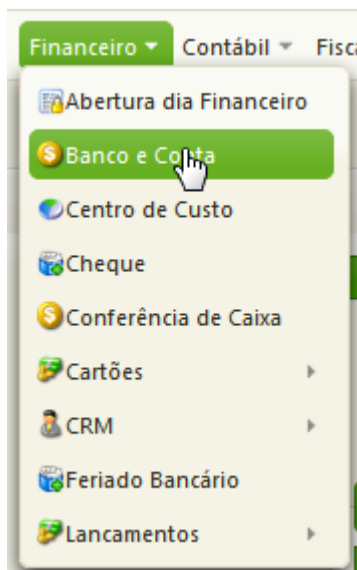 Financeiro Contábil Fisca
Abertura dia Financeiro
Banco e Conta
Centro de Custo
Cheque
Conferência de Caixa
Cartões
CRM
Feriado Bancário
Lancamentos